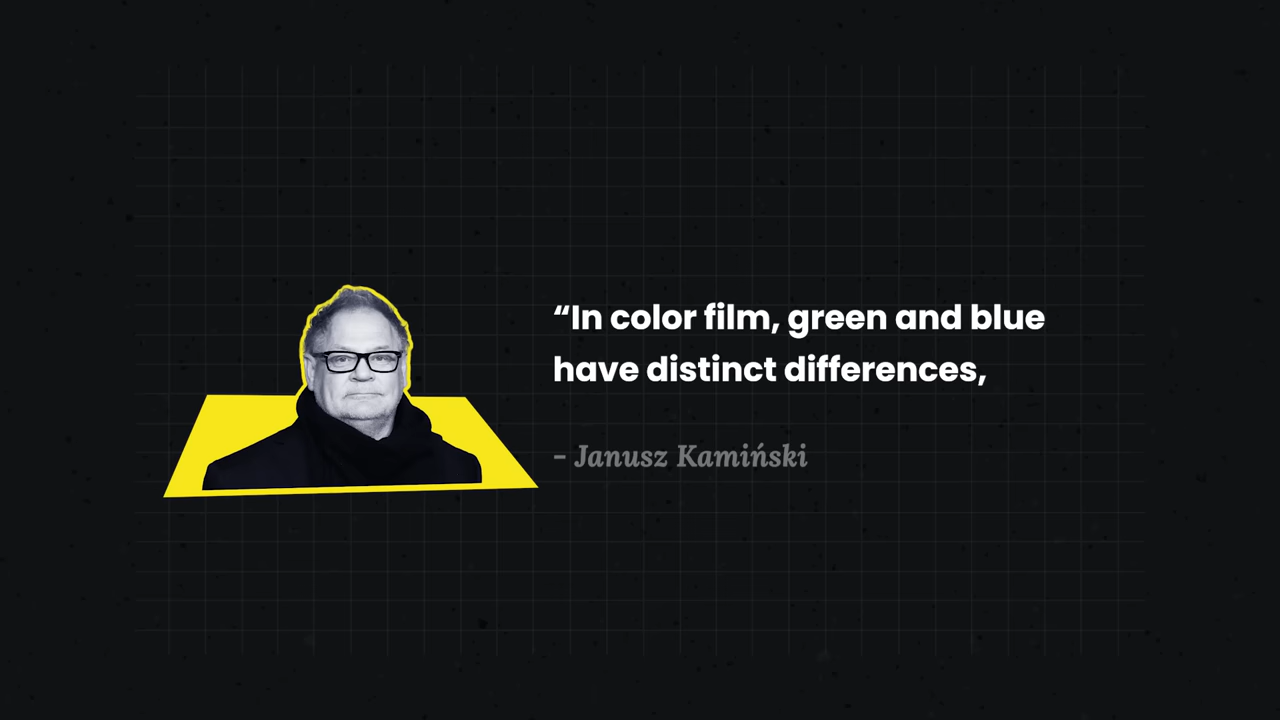 “In color film, green and blue
have distinct differences,
– Janusz Kamiński